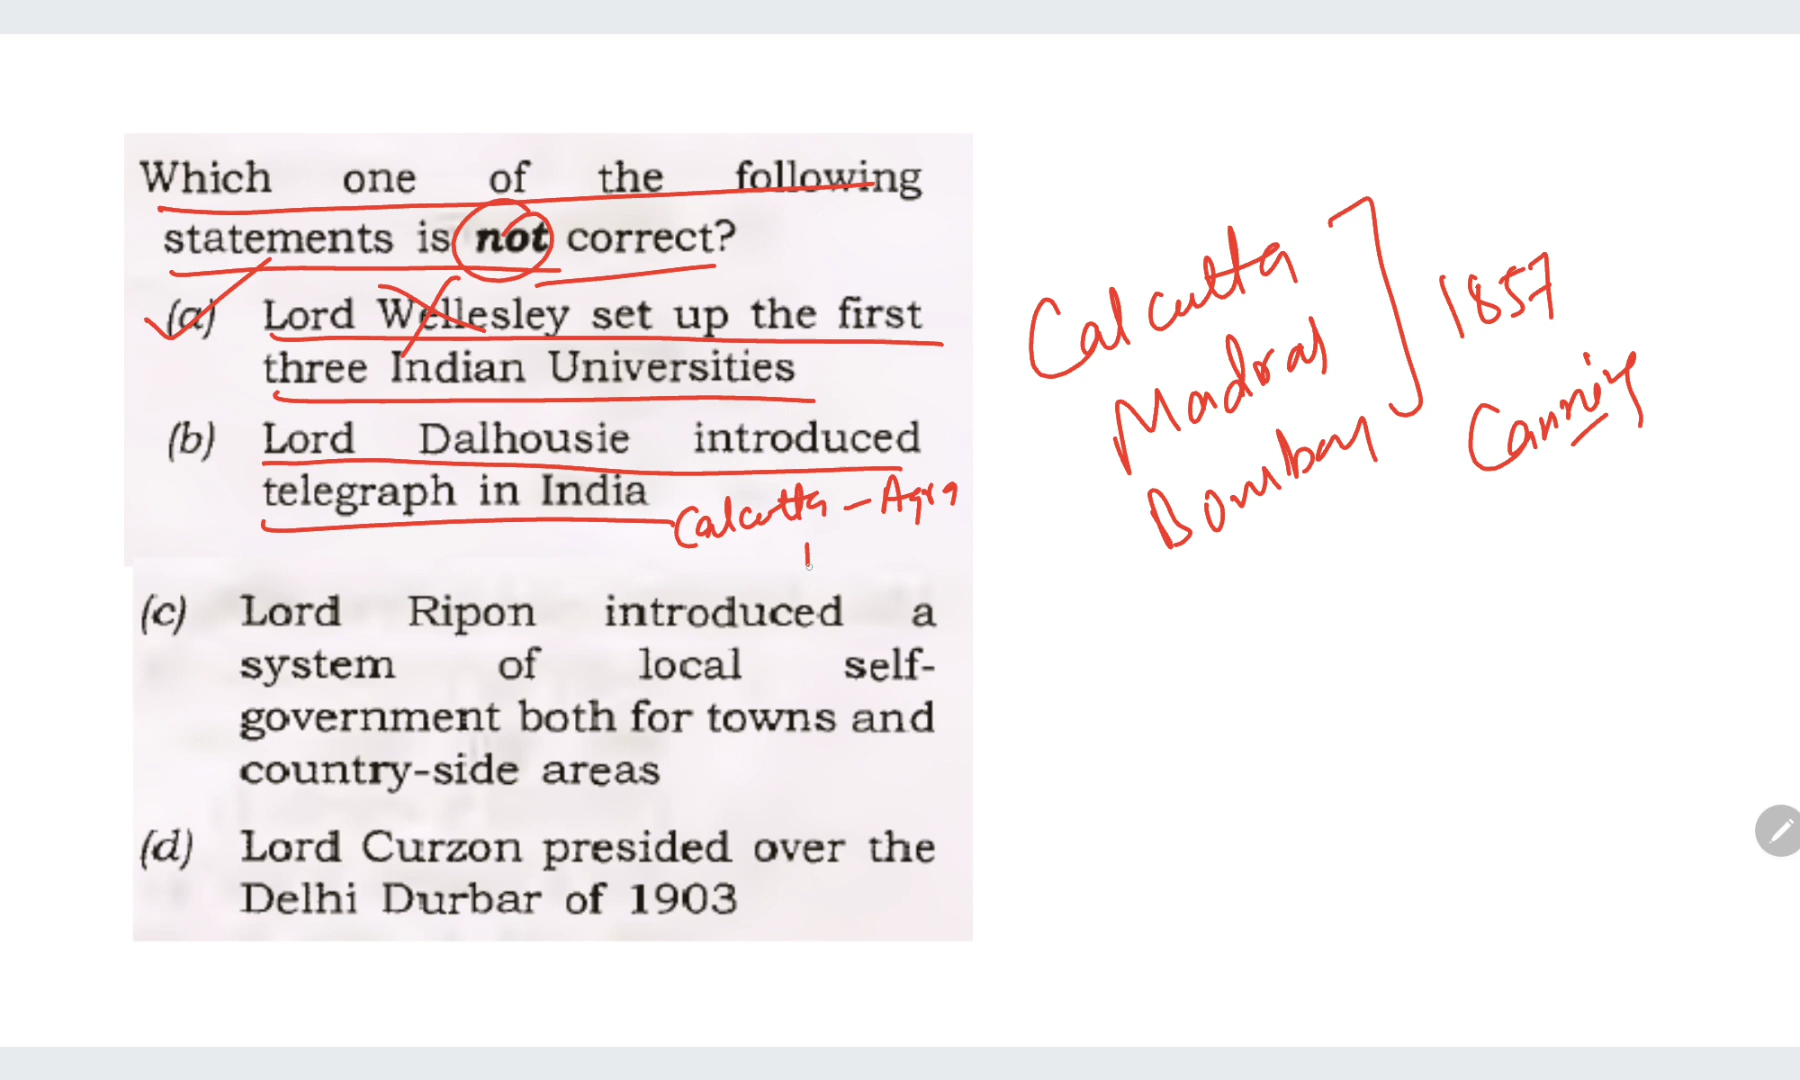 Which one of the following
statements is not correct?
(a) Lord Wellesley set up the first
three Indian Universities
(b) Lord Dalhousie introduced
telegraph in India
Calcutta - Agra
(c) Lord Ripon introduced a
system of local self-
government both for towns and
country-side areas
(d) Lord Curzon presided over the
Delhi Durbar of 1903
Calcutta
Madras
Bombay
1857
Canning